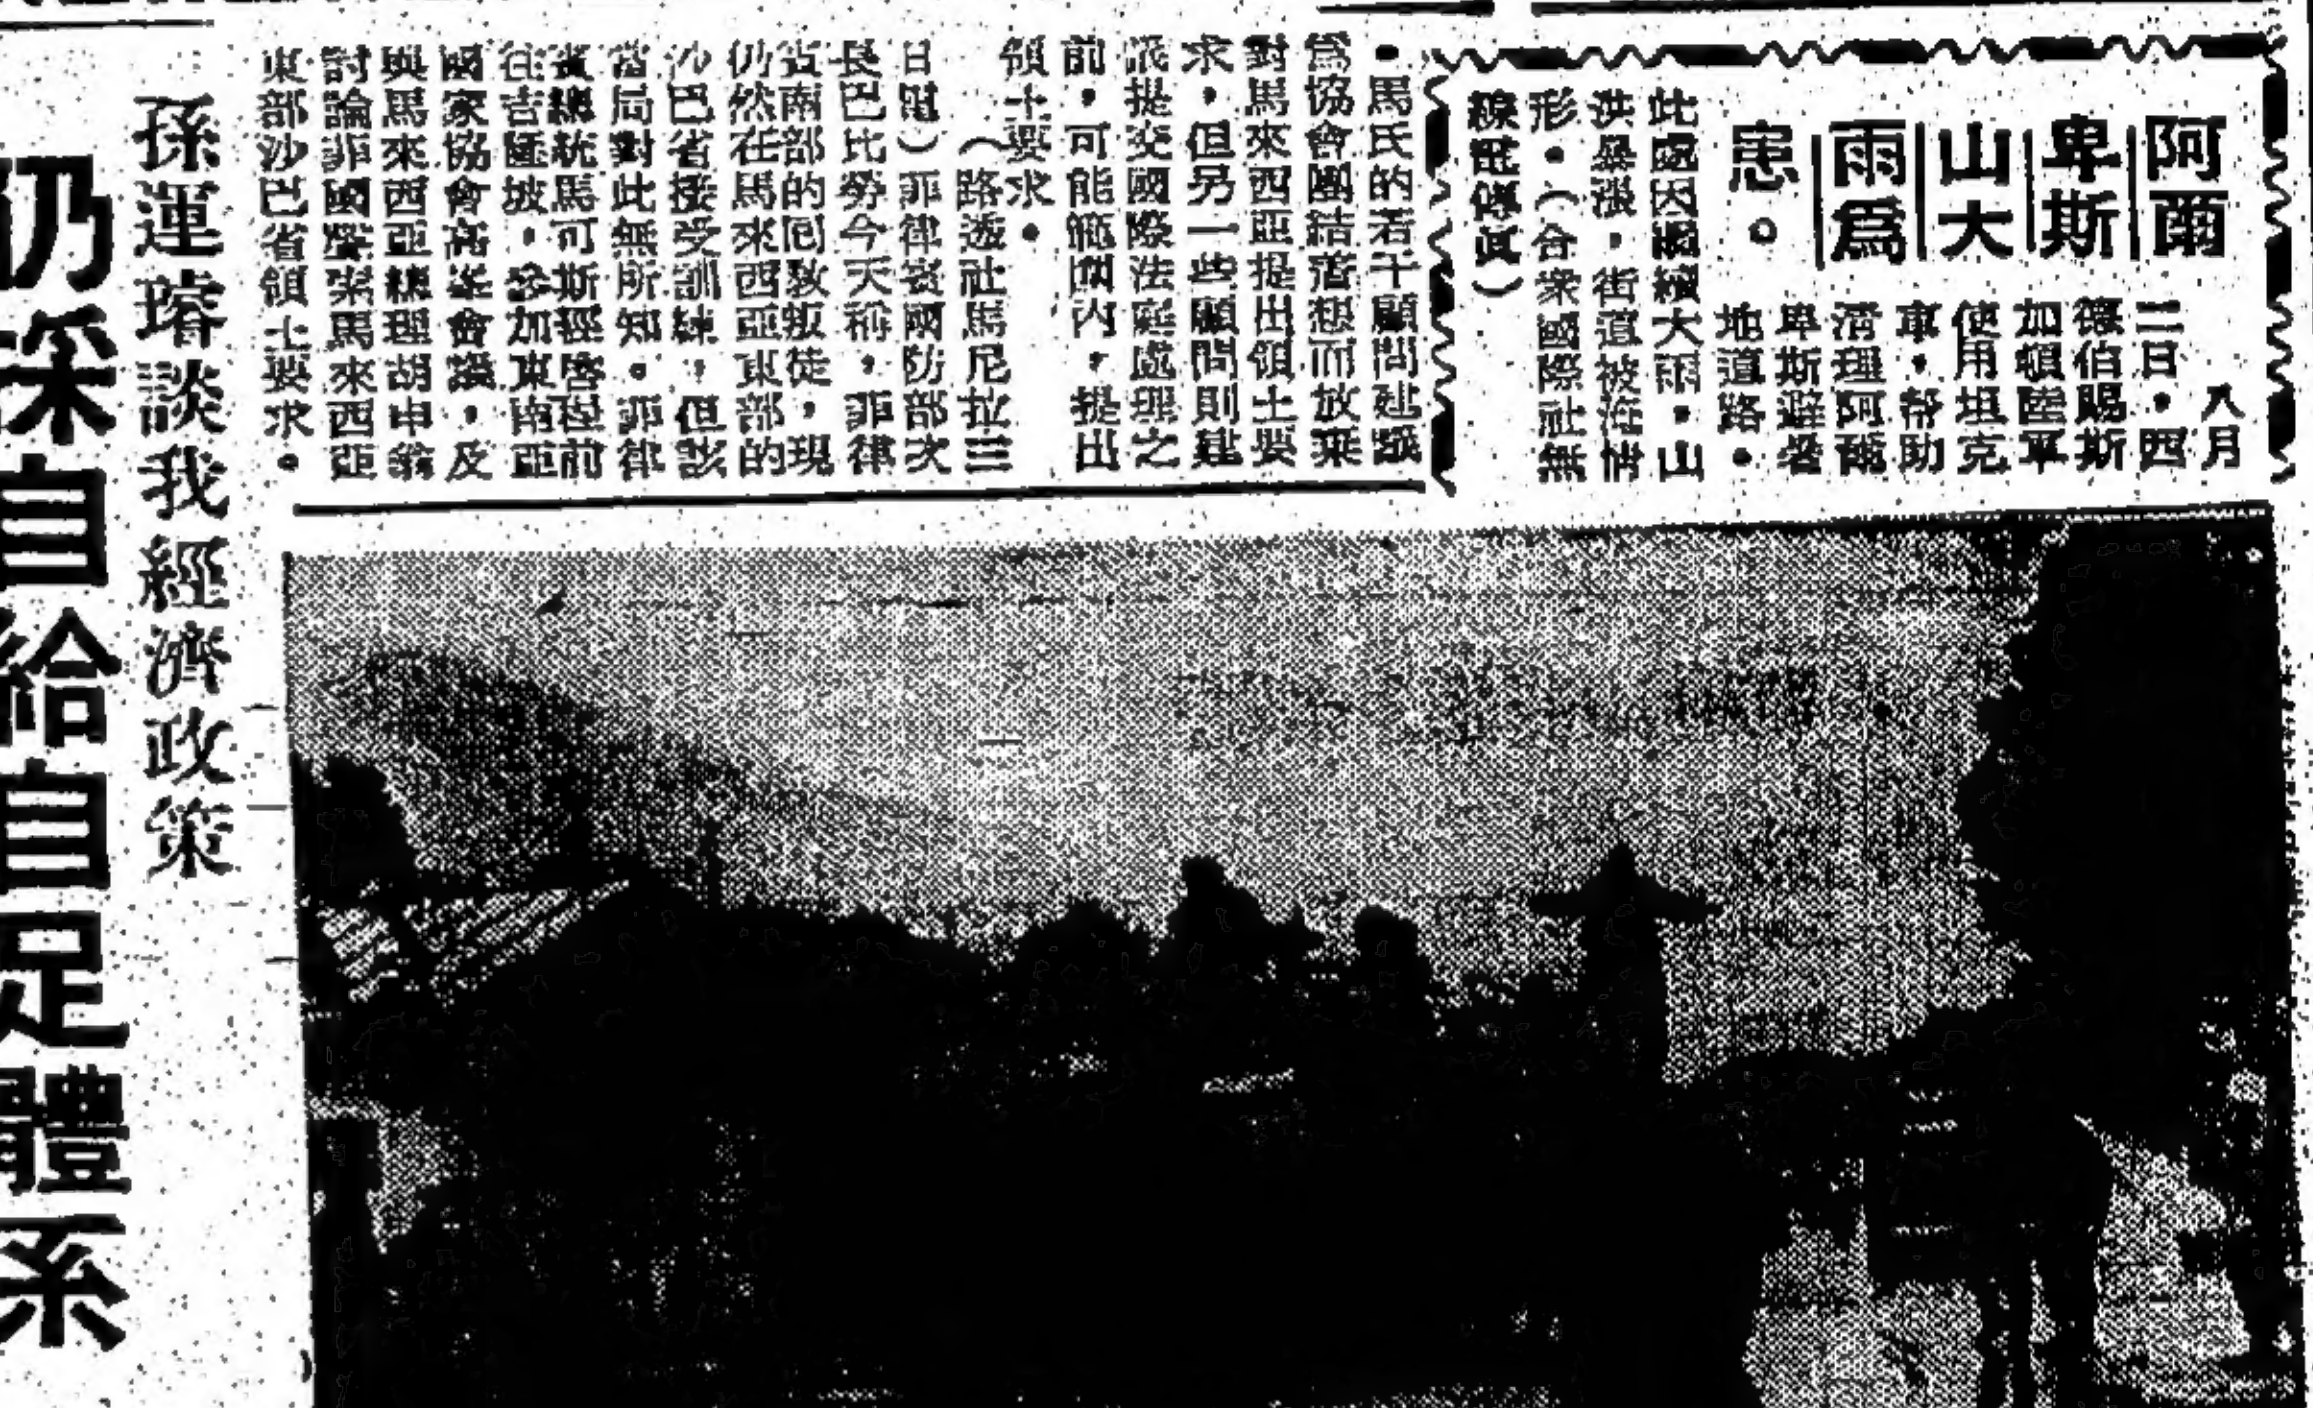 阿爾
卑斯
山大
雨爲
患。
八月
二日,西
德伯賜斯
加頓陸軍
使用坦克
車,幫助
清理阿爾
卑斯避暑
地道路。
此處因繼續大雨,山
洪暴漲,街道被淹情
形。(合衆國際社無
線電傳眞)
。馬氏的若干顧問建議
爲協會團結着想而放棄
對馬來西亞提出領土要
求,但另一些顧問則建
議提交國際法庭處理之
前,可能範圍內,提出
領土要求。
(路透社馬尼拉三
日電)菲律賓國防部次
長巴比勞今天稱,菲律
賓南部的回教叛徒,現
仍然在馬來西亞東部的
沙巴省接受訓練,但該
當局對此無所知。菲律
賓總統馬可斯經啓程前
往吉隆坡,參加東南亞
國家協會高峯會議,及
與馬來西亞總理胡申翁
討論菲國要索馬來西亞
東部沙巴省領土要求。
孫運璿談我經濟政策
仍採自給自足體系